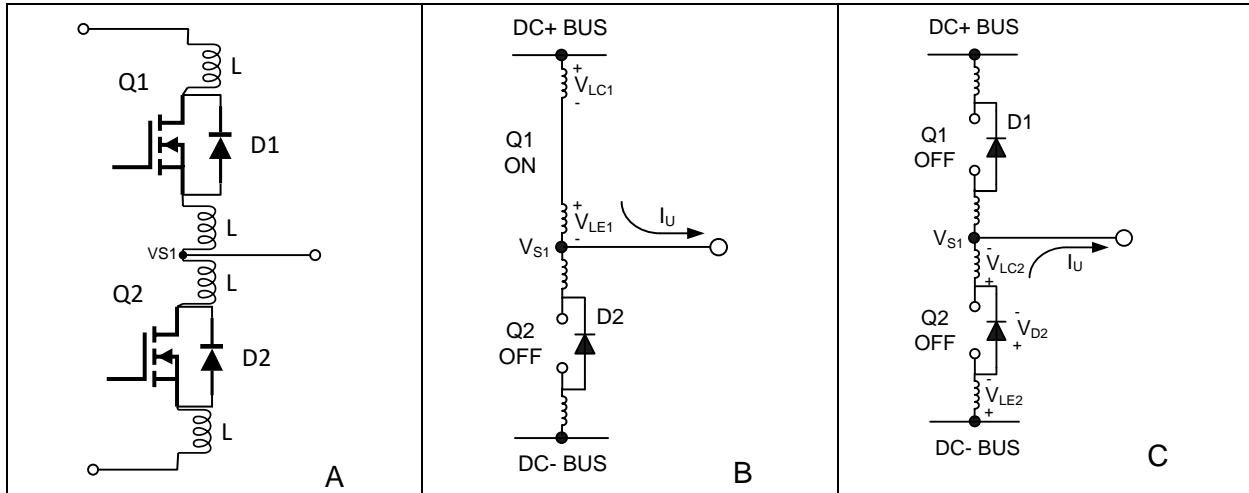 L
Q1
D1
L
VS1
L
Q2
D2
L
A
DC+ BUS
+
VLC1
-
Q1
ON
+
VLE1
-
IU
VS1
D2
Q2
OFF
DC- BUS
B
DC+ BUS
D1
Q1
OFF
VS1
-
VLC2
+
IU
Q2
OFF
-
VD2
+
-
VLE2
+
DC- BUS
C